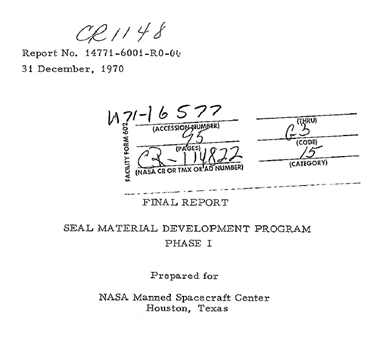 CR1148
Report No. 14771-6001-R0-00
31 December, 1970
N71-16577
(ACCESSION NUMBER)
(THRU)
95
G3
(PAGES)
(CODE)
CR-114822
15
(NASA CR OR TMX OR AD NUMBER)
(CATEGORY)
FACILITY FORM 602
FINAL REPORT
SEAL MATERIAL DEVELOPMENT PROGRAM
PHASE I
Prepared for
NASA Manned Spacecraft Center
Houston, Texas